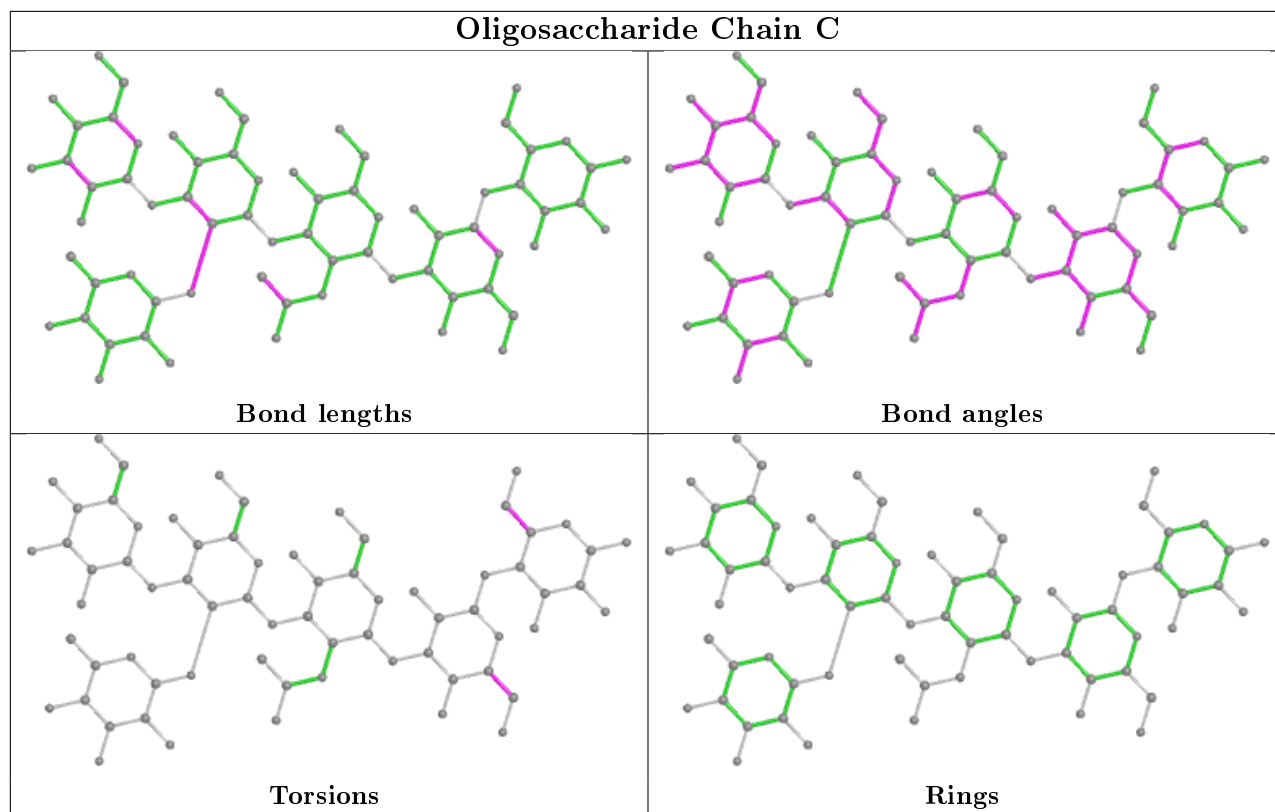 Oligosaccharide Chain C
Bond lengths
Bond angles
Torsions
Rings